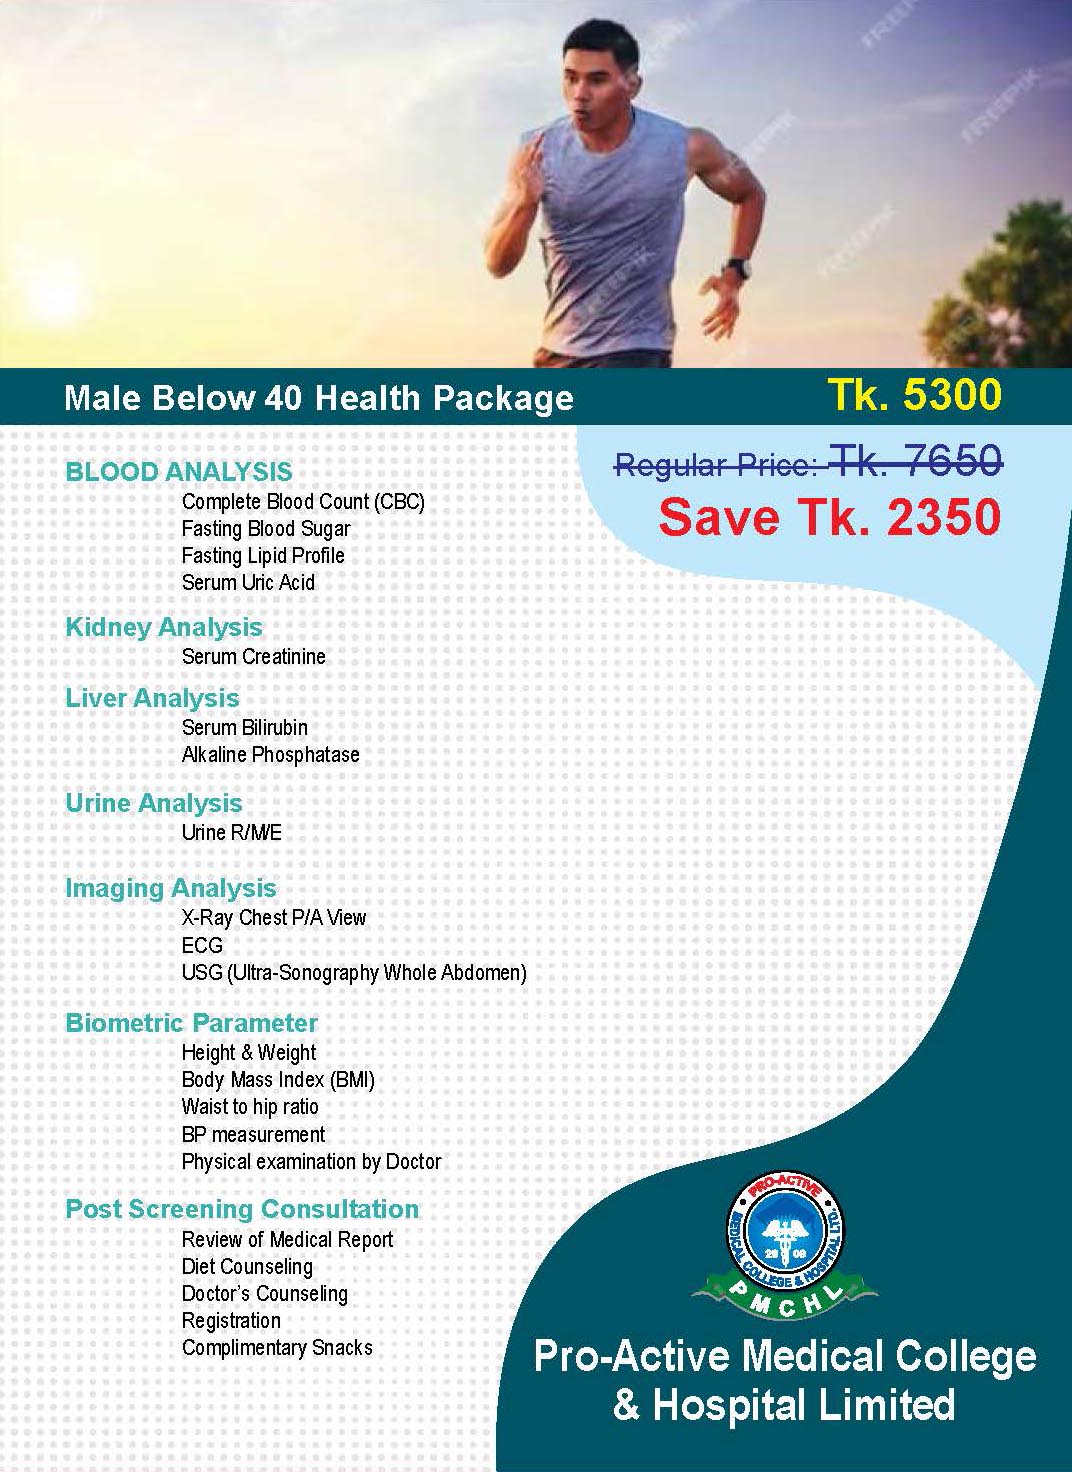 FREEPIK
FREEPIK
FREEPIK
FREEPIK
Male Below 40 Health Package
Tk. 5300
Regular Price: Tk. 7650
Save Tk. 2350
BLOOD ANALYSIS
Complete Blood Count (CBC)
Fasting Blood Sugar
Fasting Lipid Profile
Serum Uric Acid
Kidney Analysis
Serum Creatinine
Liver Analysis
Serum Bilirubin
Alkaline Phosphatase
Urine Analysis
Urine R/M/E
Imaging Analysis
X-Ray Chest P/A View
ECG
USG (Ultra-Sonography Whole Abdomen)
Biometric Parameter
Height & Weight
Body Mass Index (BMI)
Waist to hip ratio
BP measurement
Physical examination by Doctor
Post Screening Consultation
Review of Medical Report
Diet Counseling
Doctor's Counseling
Registration
Complimentary Snacks
PRO-ACTIVE
MEDICAL COLLEGE & HOSPITAL LTD.
PMCHL
Pro-Active Medical College
& Hospital Limited